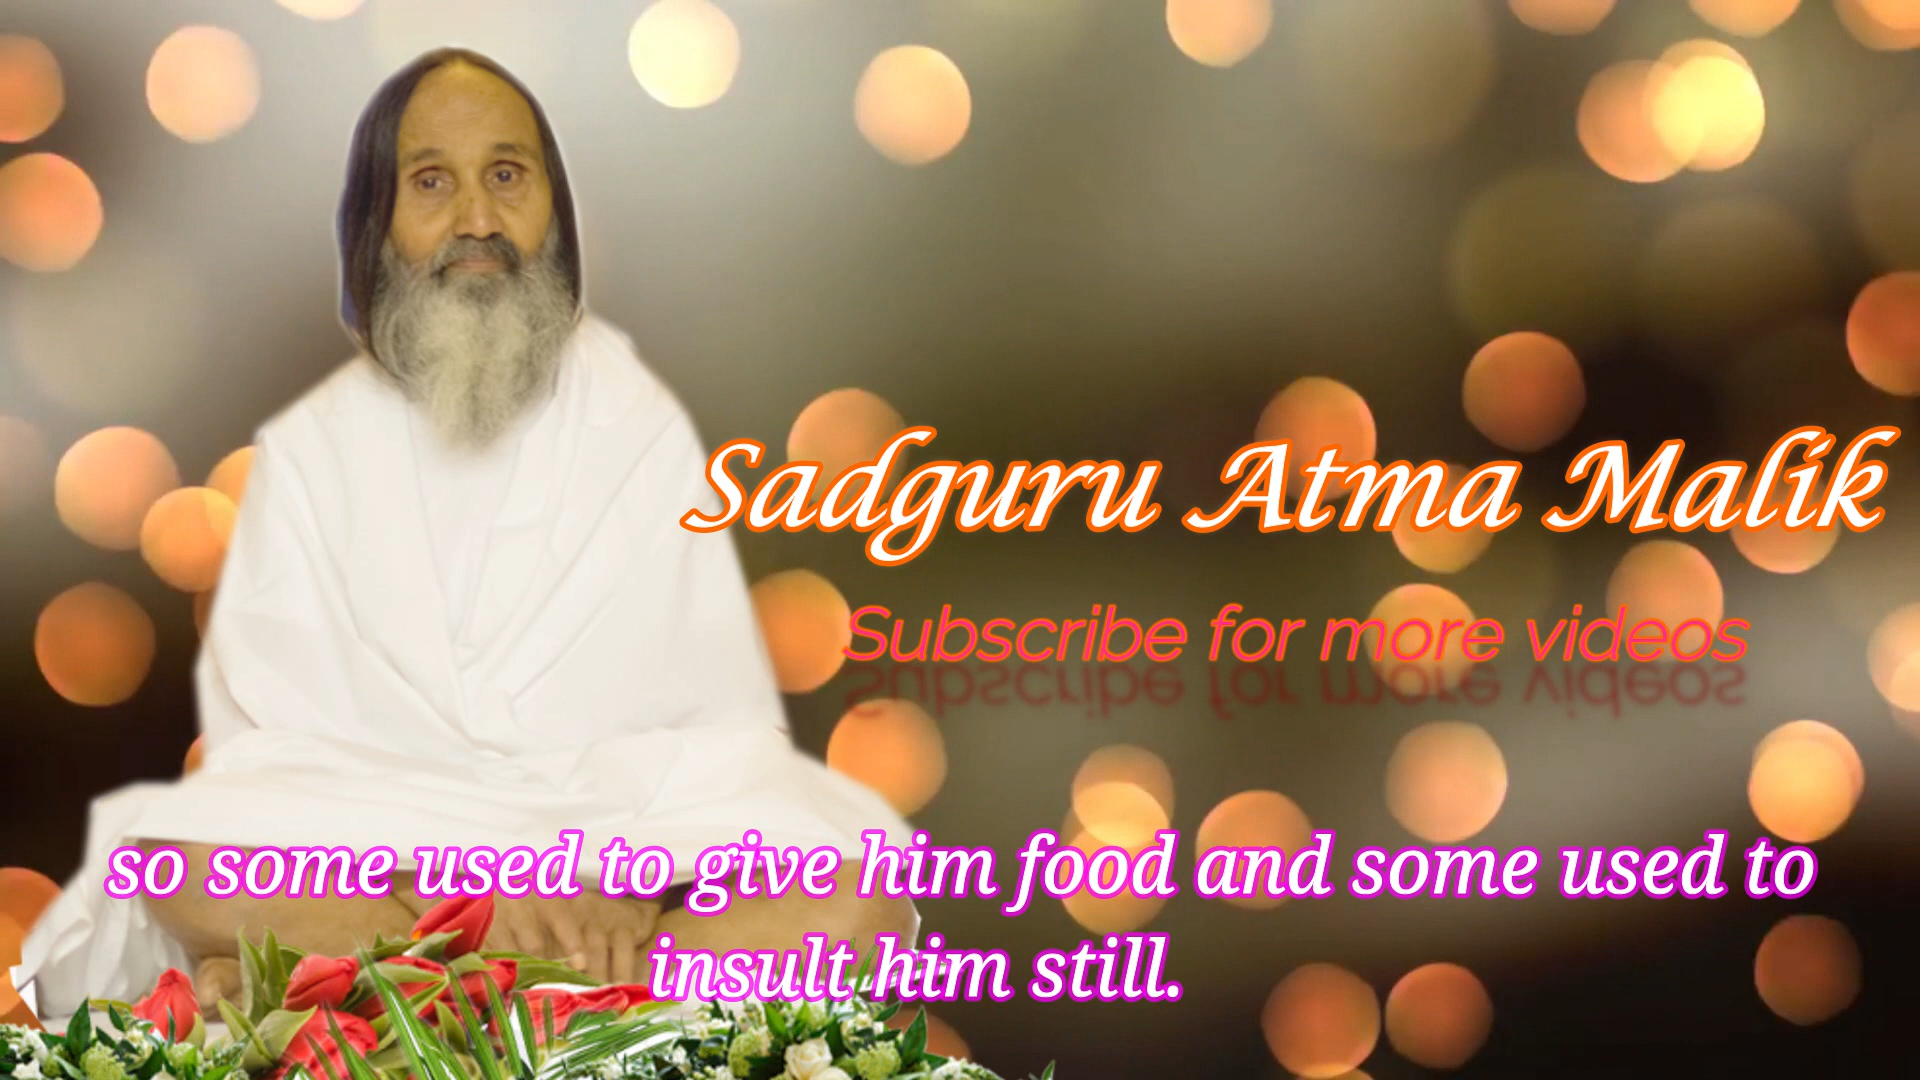 Sadguru Atma Malik
Subscribe for more videos
so some used to give him food and some used to
insult him still.